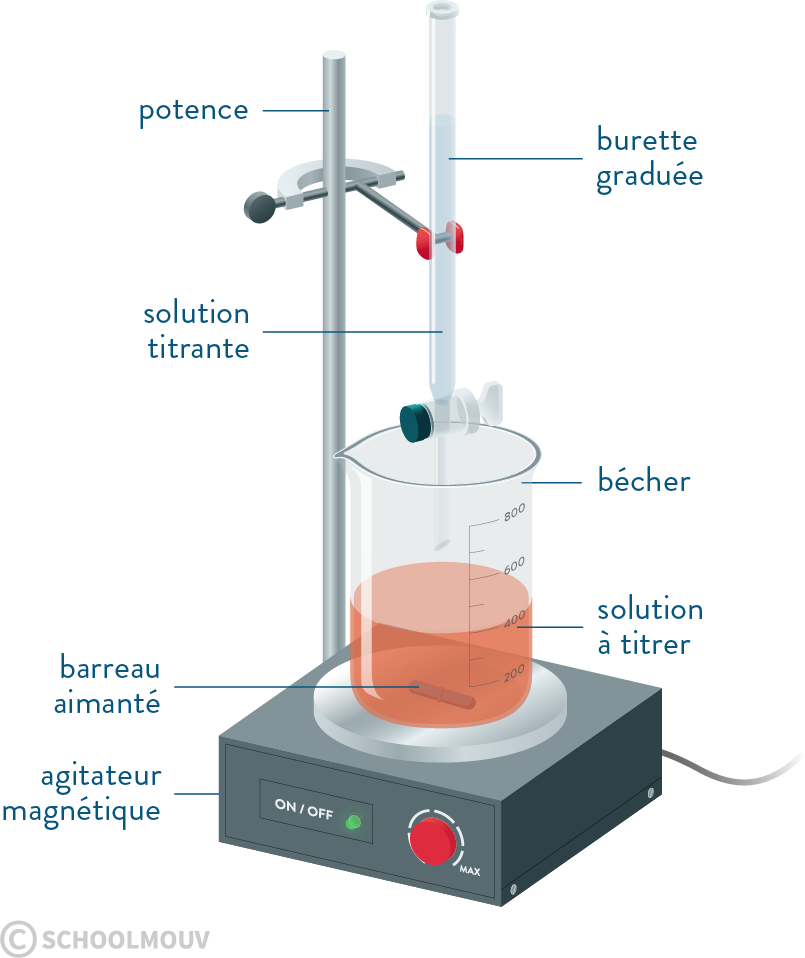 potence
burette
graduée
solution
titrante
bécher
800
600
400
200
solution
à titrer
barreau
aimanté
agitateur
magnétique
ON / OFF
MAX
© SCHOOLMOUV